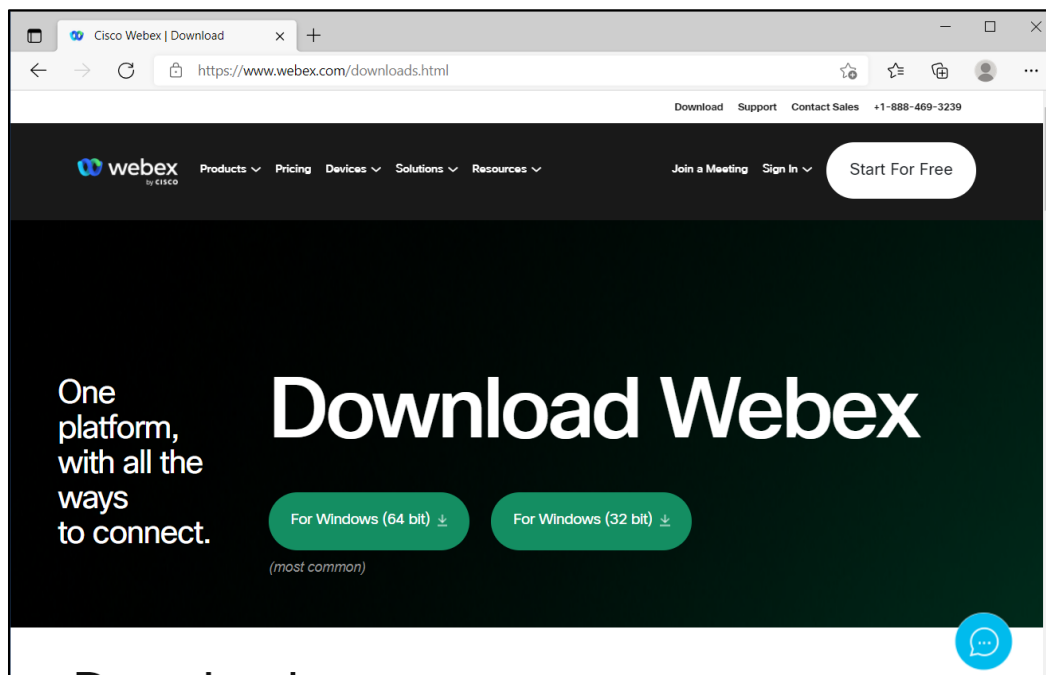 Cisco Webex | Download
https://www.webex.com/downloads.html
Download Support Contact Sales +1-888-469-3239
webex
by CISCO
Products Pricing Devices Solutions Resources Join a Meeting Sign In Start For Free
One
platform,
with all the
ways
to connect.
Download Webex
For Windows (64 bit) For Windows (32 bit)
(most common)